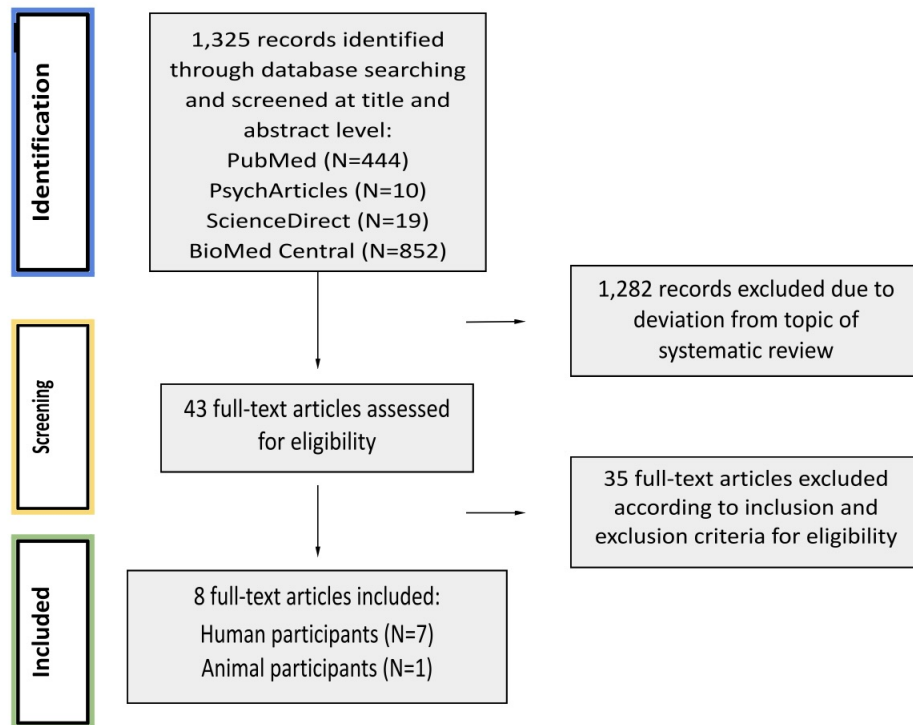 Identification
1,325 records identified
through database searching
and screened at title and
abstract level:
PubMed (N=444)
PsychArticles (N=10)
ScienceDirect (N=19)
BioMed Central (N=852)
1,282 records excluded due to
deviation from topic of
systematic review
Screening
43 full-text articles assessed
for eligibility
35 full-text articles excluded
according to inclusion and
exclusion criteria for eligibility
Included
8 full-text articles included:
Human participants (N=7)
Animal participants (N=1)